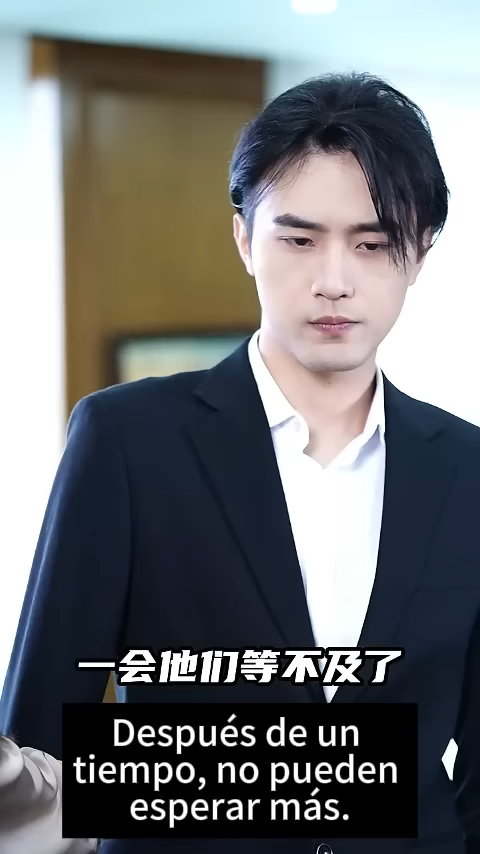 一会他们等不及了
Después de un
tiempo, no pueden
esperar más.